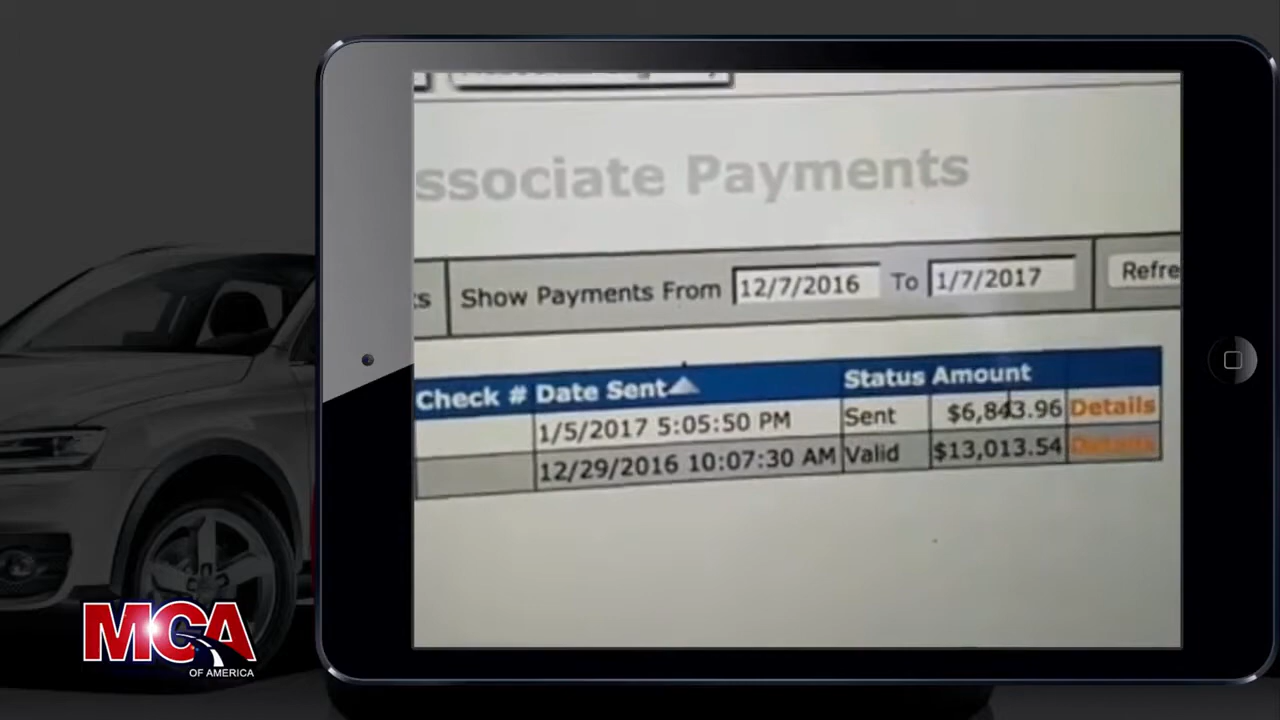 ssociate Payments
Show Payments From 12/7/2016 To 1/7/2017 Refre
Check # Date Sent Status Amount
1/5/2017 5:05:50 PM Sent $6,843.96 Details
12/29/2016 10:07:30 AM Valid $13,013.54 Details
MCA
OF AMERICA